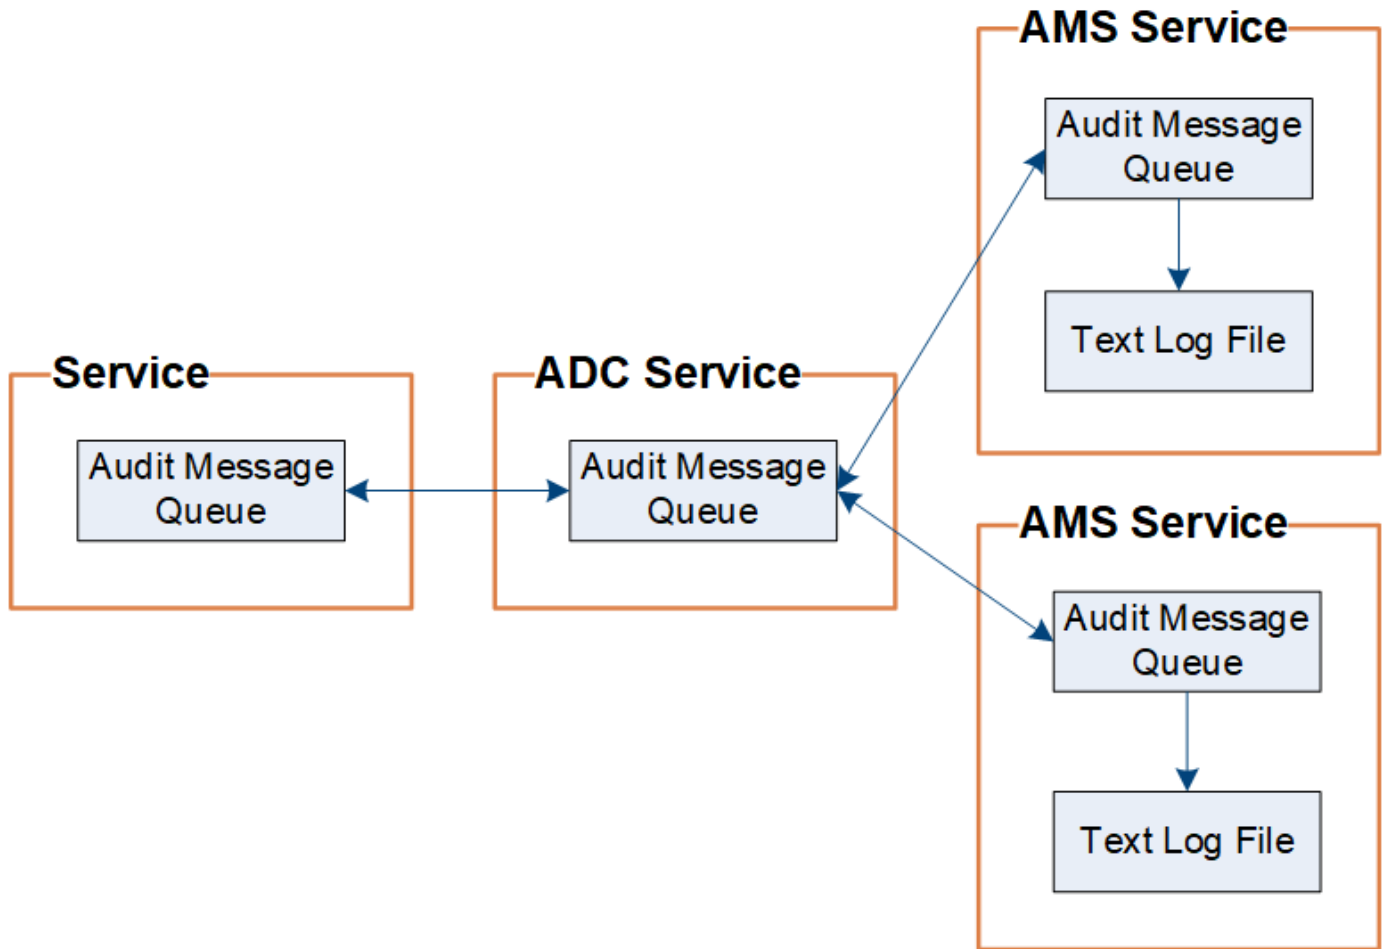 AMS Service
Audit Message
Queue
Text Log File
Service
Audit Message
Queue
ADC Service
Audit Message
Queue
AMS Service
Audit Message
Queue
Text Log File